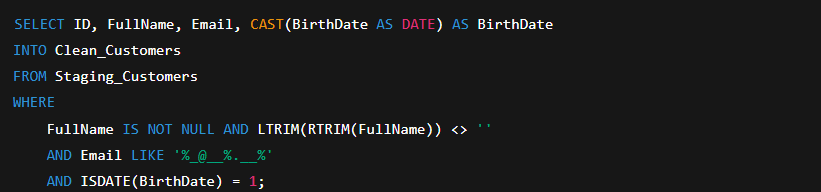 SELECT ID, FullName, Email, CAST(BirthDate AS DATE) AS BirthDate
INTO Clean_Customers
FROM Staging_Customers
WHERE
    FullName IS NOT NULL AND LTRIM(RTRIM(FullName)) <> ''
    AND Email LIKE '%_@__%.__%'
    AND ISDATE(BirthDate) = 1;